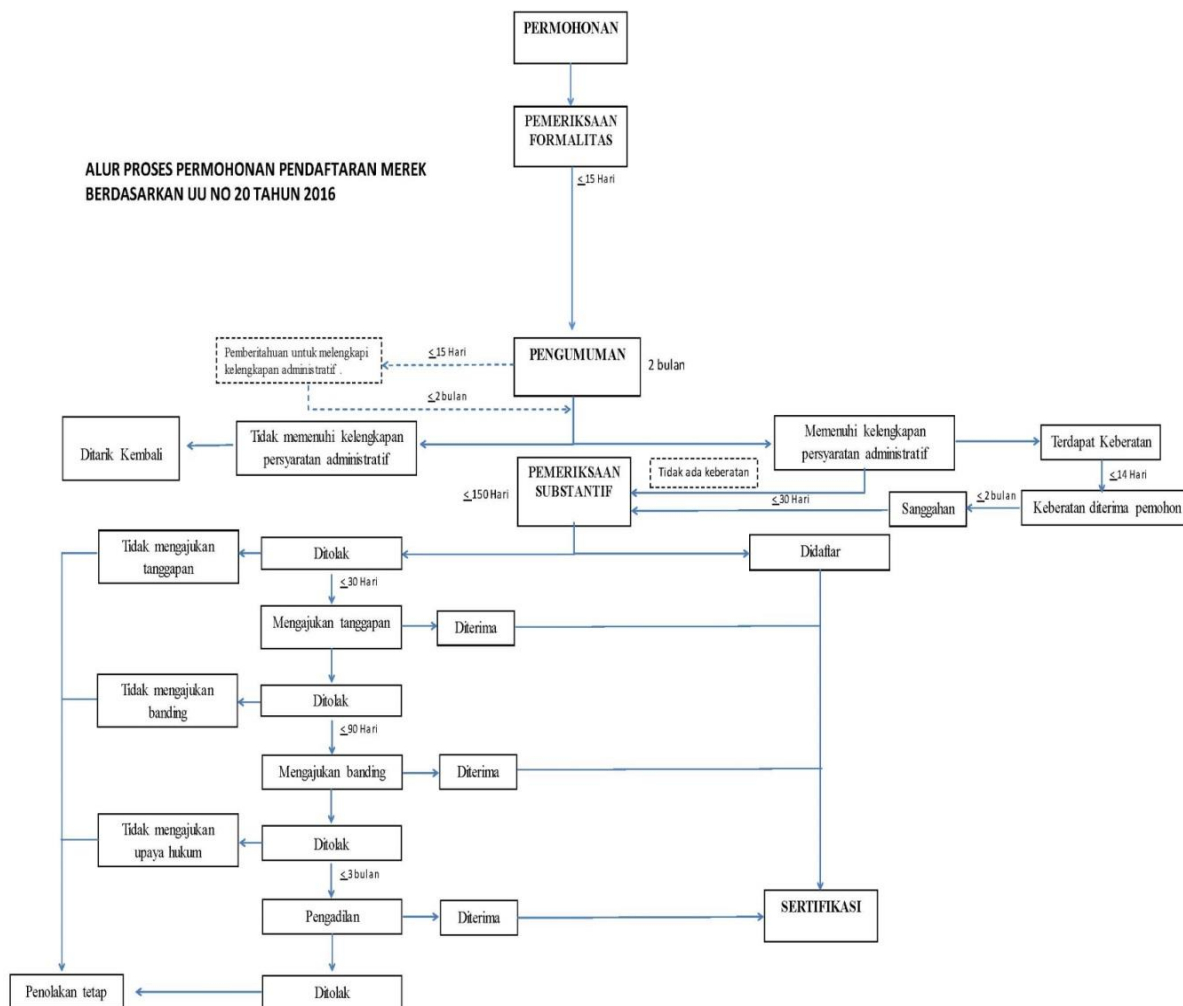 PERMOHONAN
PEMERIKSAAN
FORMALITAS
ALUR PROSES PERMOHONAN PENDAFTARAN MEREK
BERDASARKAN UU NO 20 TAHUN 2016
≤ 15 Hari
Pemberitahuan untuk melengkapi
kelengkapan administratif .
≤ 15 Hari
PENGUMUMAN
2 bulan
≤ 2 bulan
Ditarik Kembali
Tidak memenuhi kelengkapan
persyaratan administratif
Memenuhi kelengkapan
persyaratan administratif
Terdapat Keberatan
≤ 150 Hari
PEMERIKSAAN
SUBSTANTIF
Tidak ada keberatan
≤ 14 Hari
≤ 30 Hari
Sanggahan
≤ 2 bulan
Keberatan diterima pemohon
Tidak mengajukan
tanggapan
Ditolak
Didaftar
≤ 30 Hari
Mengajukan tanggapan
Diterima
Tidak mengajukan
banding
Ditolak
≤ 90 Hari
Mengajukan banding
Diterima
Tidak mengajukan
upaya hukum
Ditolak
≤ 3 bulan
Pengadilan
Diterima
SERTIFIKASI
Penolakan tetap
Ditolak